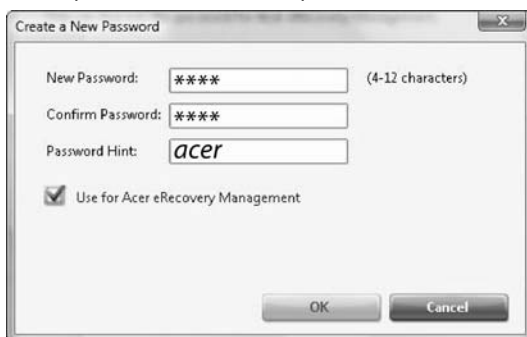 Create a New Password
New Password: **** (4-12 characters)
Confirm Password: ****
Password Hint: acer
Use for Acer eRecovery Management
OK Cancel